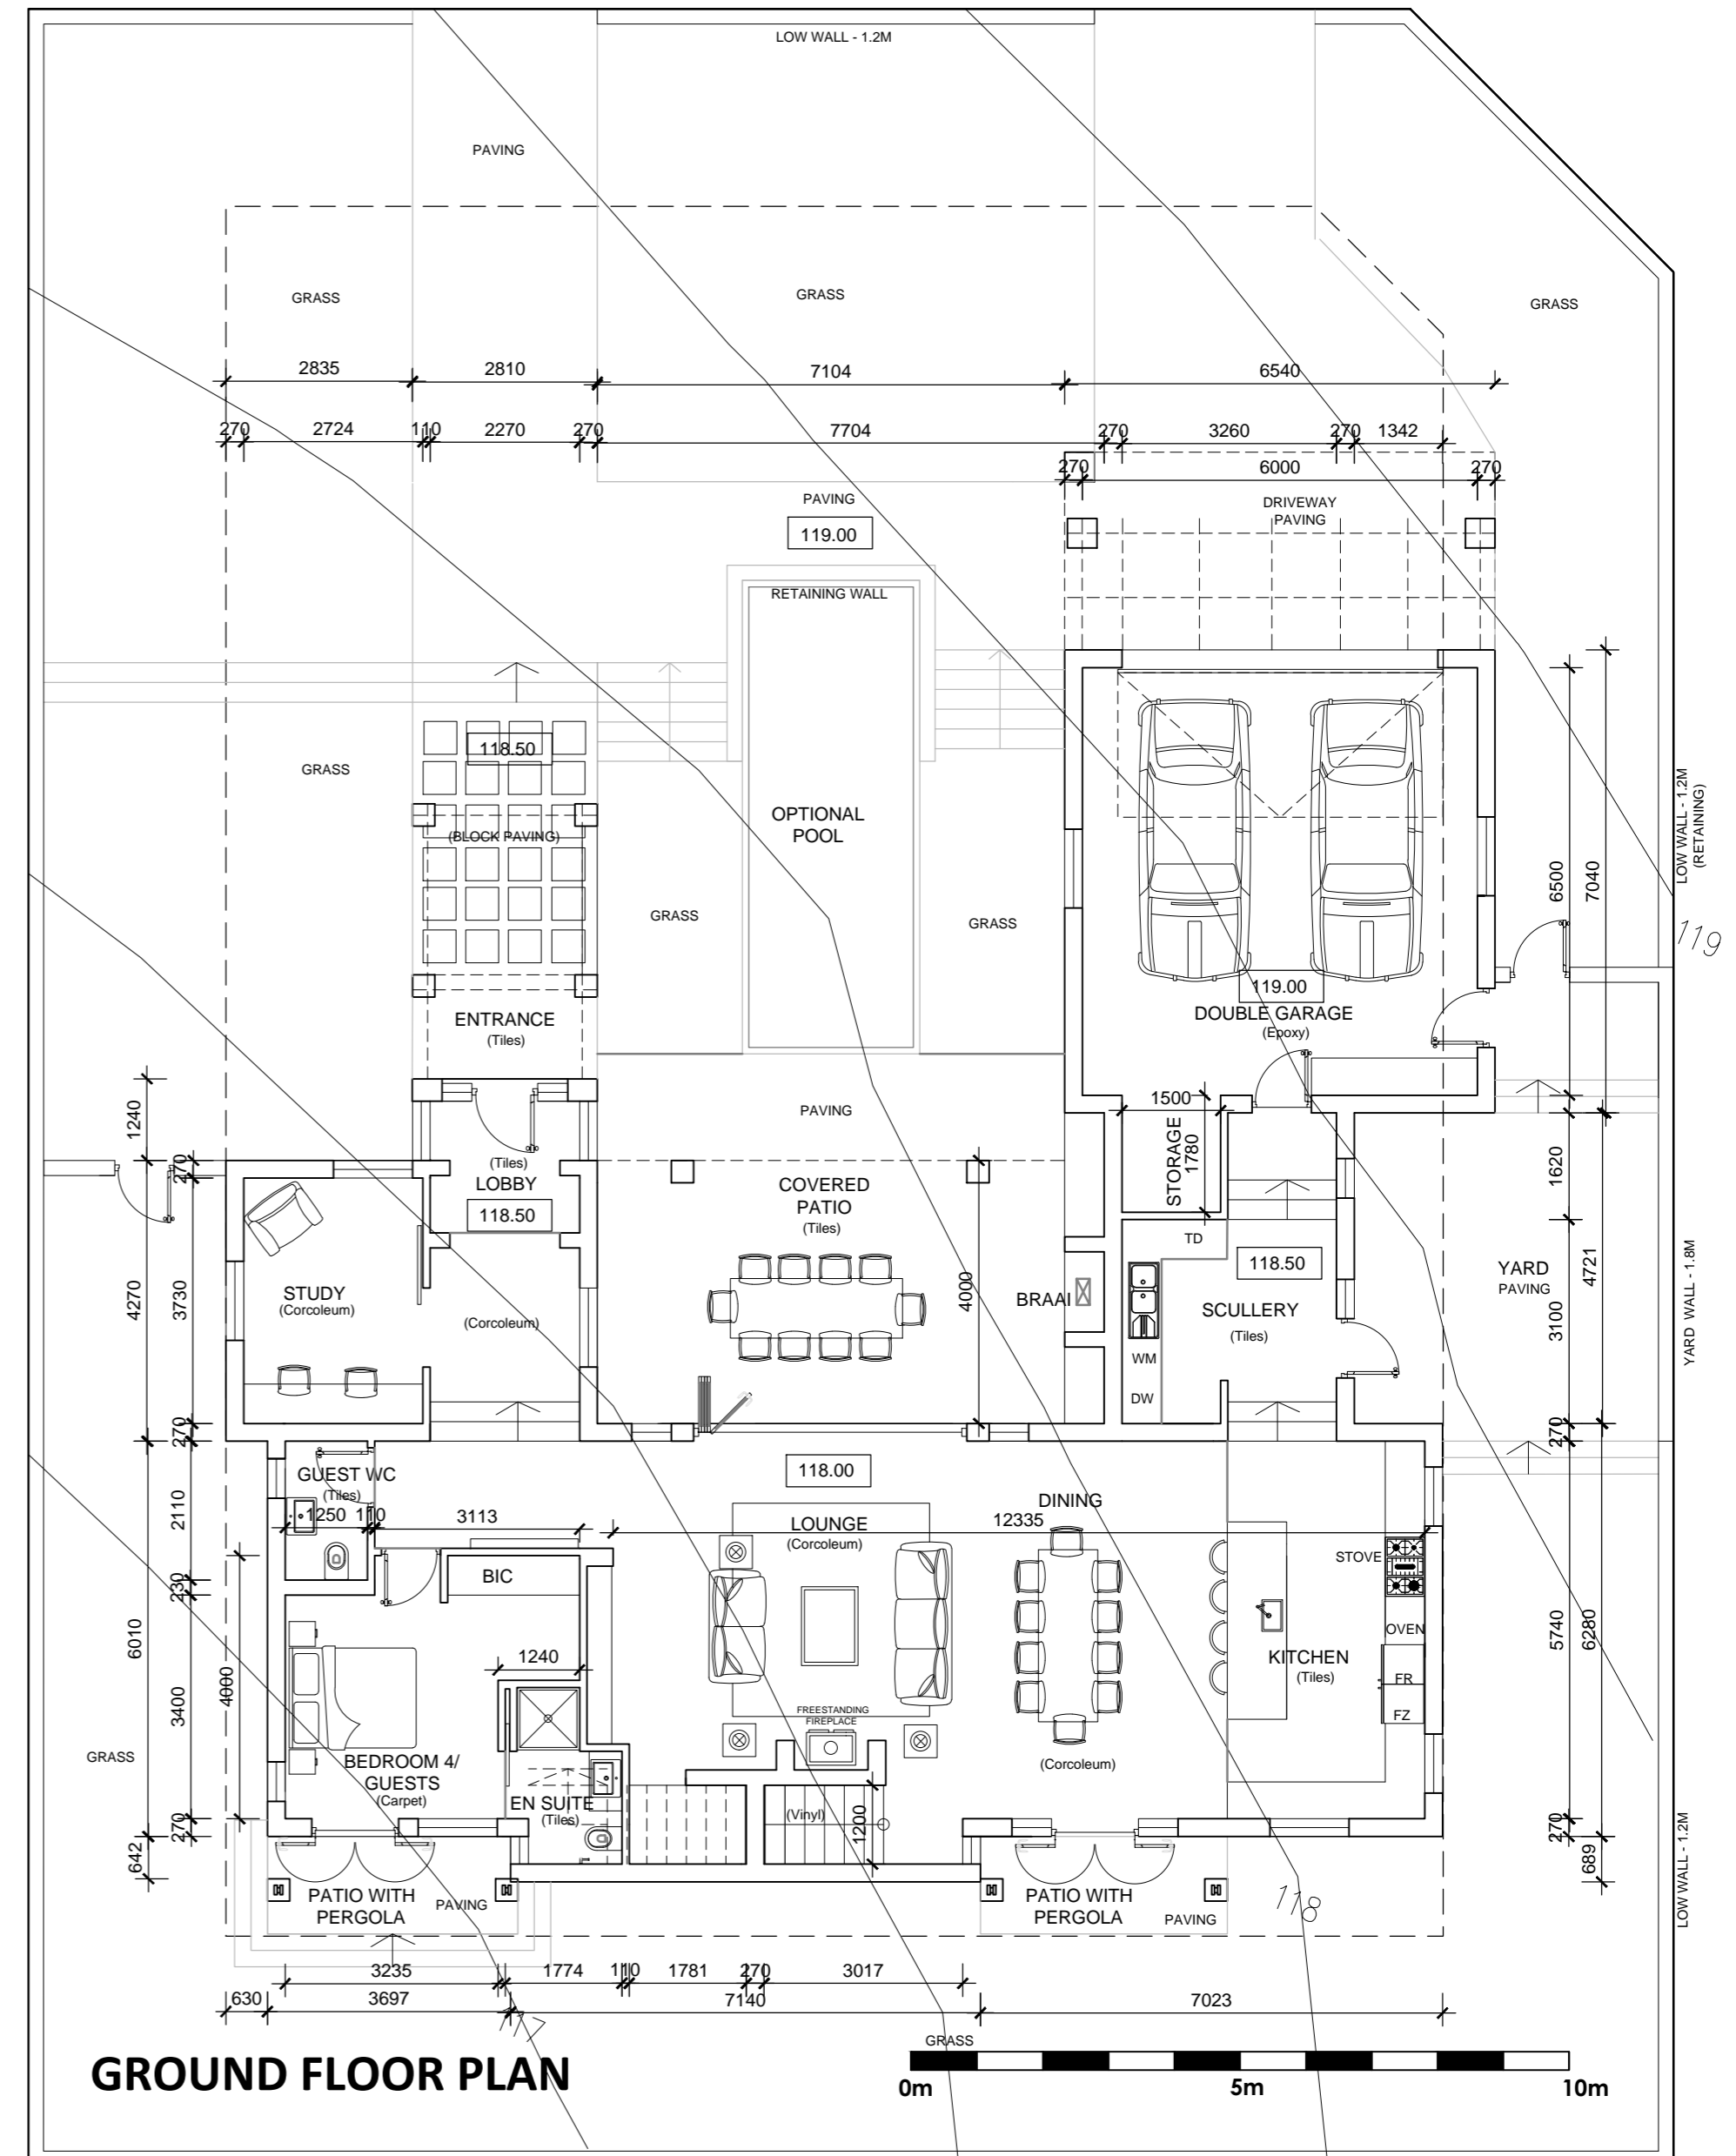 LOW WALL - 1.2M
PAVING
GRASS
GRASS
GRASS
2835
2810
7104
6540
270
2724
110
2270
270
7704
270
3260
270
1342
270
6000
270
PAVING
119.00
DRIVEWAY
PAVING
RETAINING WALL
118.50
GRASS
(BLOCK PAVING)
OPTIONAL
POOL
GRASS
GRASS
LOW WALL - 1.2M
(RETAINING)
6500
7040
119
119.00
DOUBLE GARAGE
(Epoxy)
ENTRANCE
(Tiles)
1240
270
PAVING
1500
STORAGE
1780
1620
(Tiles)
LOBBY
118.50
COVERED
PATIO
(Tiles)
TD
118.50
YARD
PAVING
4721
YARD WALL - 1.8M
4270
3730
STUDY
(Corcoleum)
(Corcoleum)
4000
BRAAI
SCULLERY
(Tiles)
3100
WM
DW
270
270
118.00
GUEST WC
(Tiles)
1250
110
3113
2110
LOUNGE
(Corcoleum)
DINING
12335
STOVE
BIC
230
6010
4000
3400
1240
OVEN
KITCHEN
(Tiles)
FR
FZ
5740
6280
FREESTANDING
FIREPLACE
GRASS
BEDROOM 4/
GUESTS
(Carpet)
EN SUITE
(Tiles)
(Vinyl)
1200
(Corcoleum)
270
642
270
689
LOW WALL - 1.2M
PATIO WITH
PERGOLA
PAVING
PATIO WITH
PERGOLA
PAVING
118
3235
1774
110
1781
270
3017
630
3697
7140
7023
117
GRASS
GROUND FLOOR PLAN
0m
5m
10m